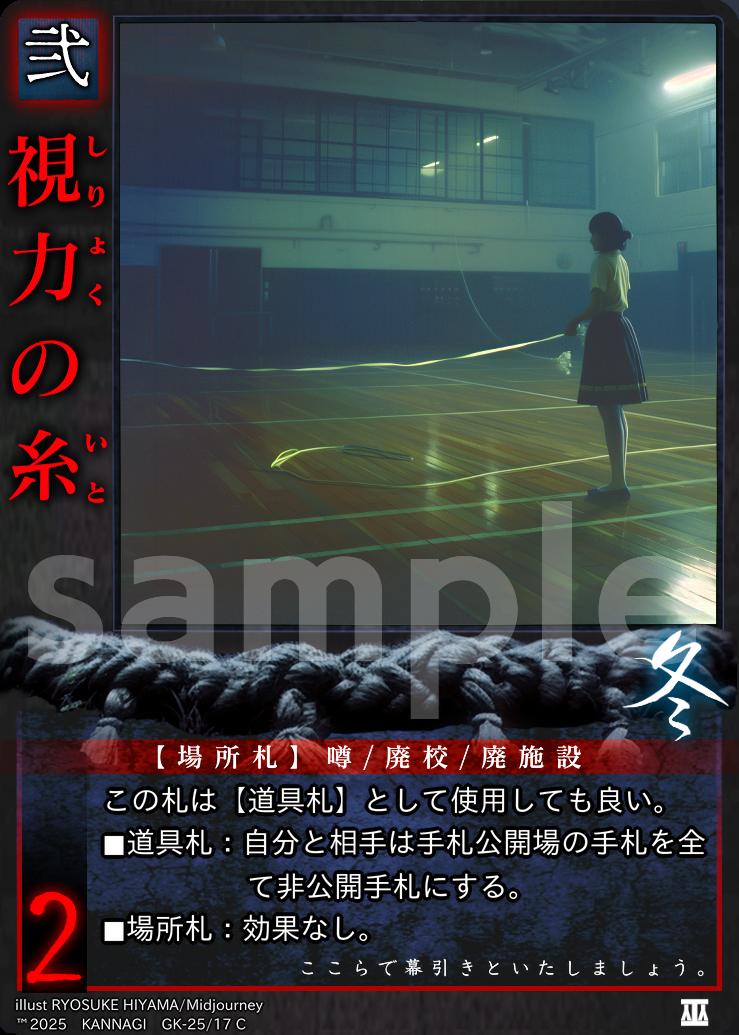 弐
視力の糸
しりょく
いと
sample
冬
【場所札】 噂/廃校/廃施設
この札は【道具札】として使用しても良い。
■道具札：自分と相手は手札公開場の手札を全
て非公開手札にする。
■場所札：効果なし。
2
ここらで幕引きといたしましょう。
illust RYOSUKE HIYAMA/Midjourney
™2025 KANNAGI GK-25/17 C